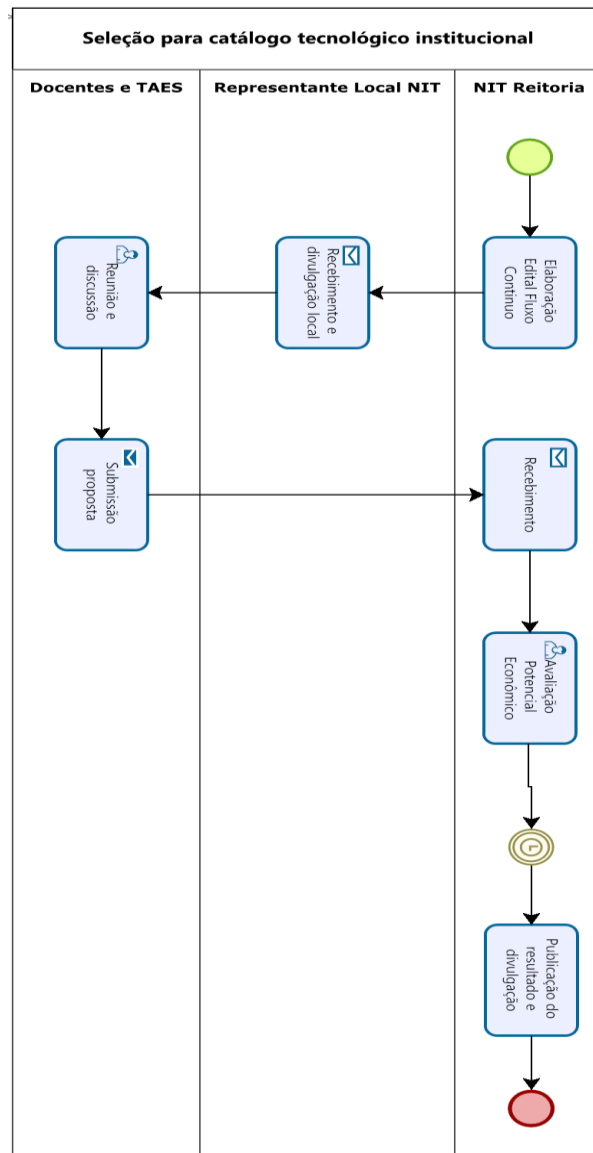 Seleção para catálogo tecnológico institucional
Docentes e TAES
Representante Local NIT
NIT Reitoria
Elaboração
Edital Fluxo
Continuo
Recebimento e
divulgação local
Reunião e
discussão
Submissão
proposta
Recebimento
Avaliação
Potencial
Econômico
Publicação do
resultado e
divulgação